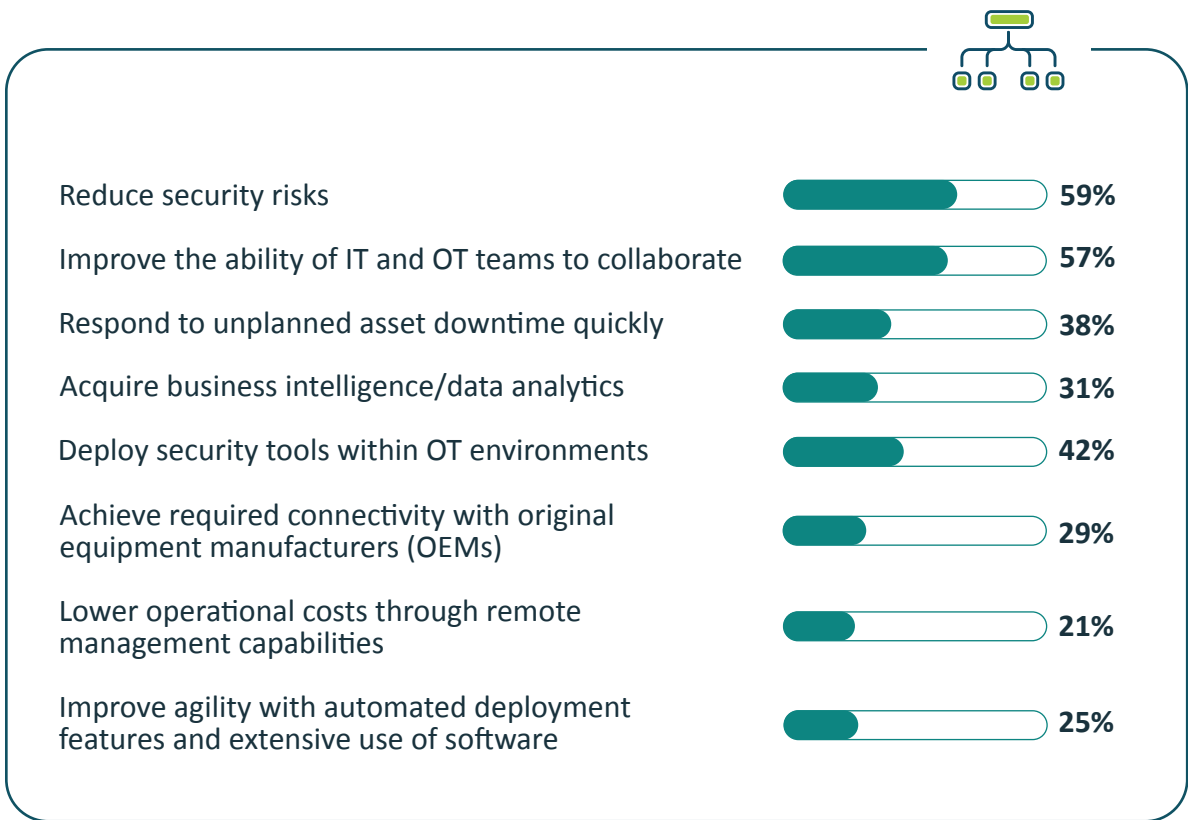 Reduce security risks 59%
Improve the ability of IT and OT teams to collaborate 57%
Respond to unplanned asset downtime quickly 38%
Acquire business intelligence/data analytics 31%
Deploy security tools within OT environments 42%
Achieve required connectivity with original
equipment manufacturers (OEMs) 29%
Lower operational costs through remote
management capabilities 21%
Improve agility with automated deployment
features and extensive use of software 25%